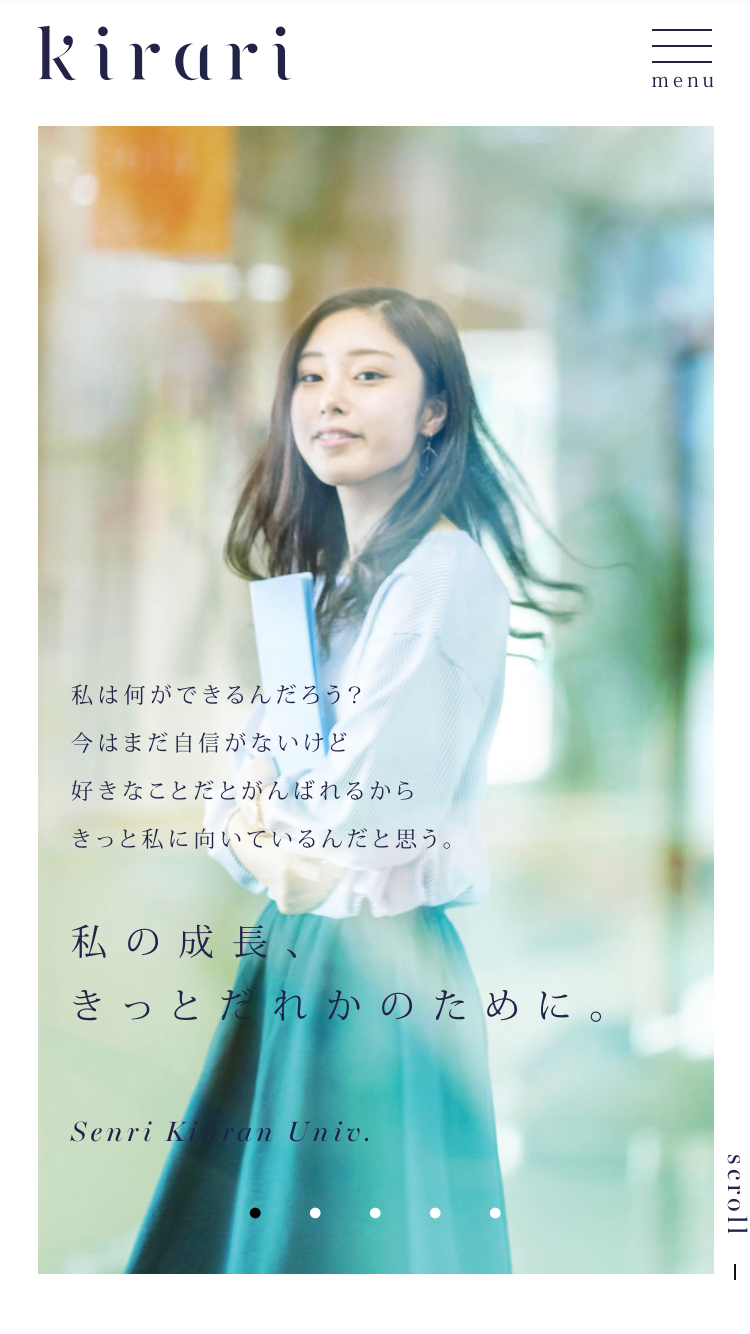 kirari
menu
私は何ができるんだろう？
今はまだ自信がないけど
好きなことだとがんばれるから
きっと私に向いているんだと思う。
私の成長、
きっとだれかのために。
Senri Kinran Univ.
scroll